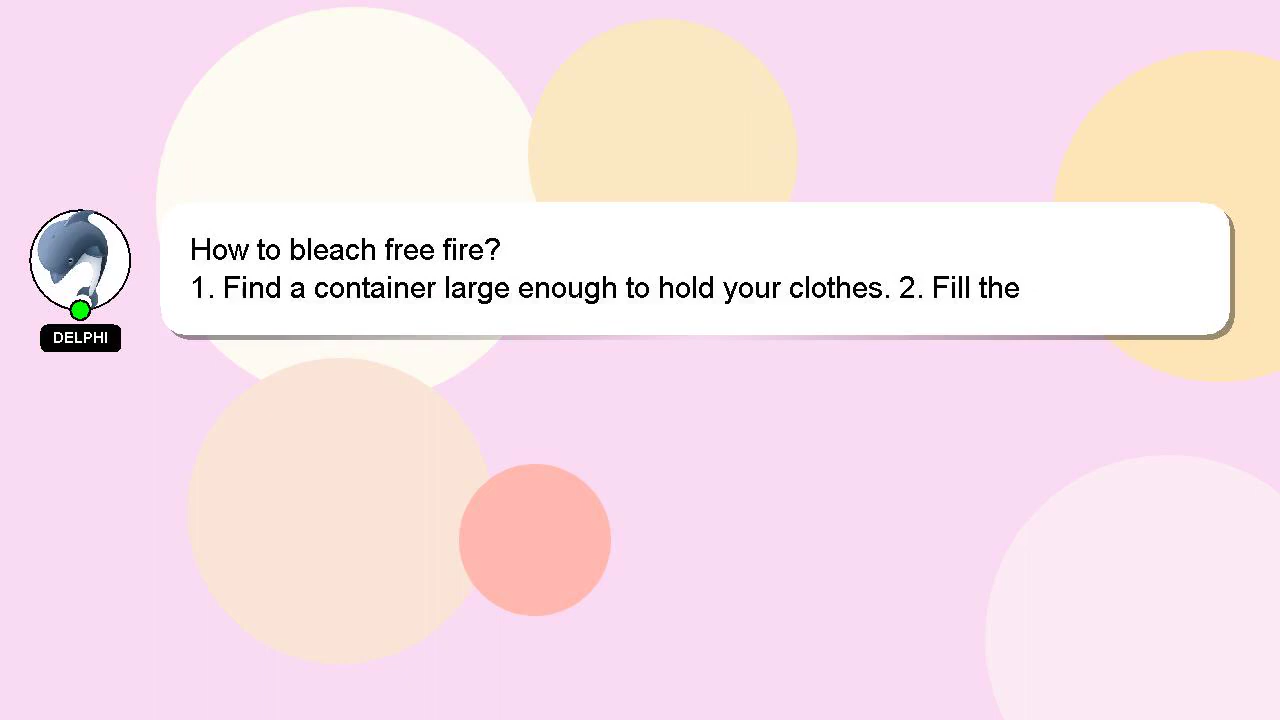 How to bleach free fire?
1. Find a container large enough to hold your clothes. 2. Fill the
DELPHI